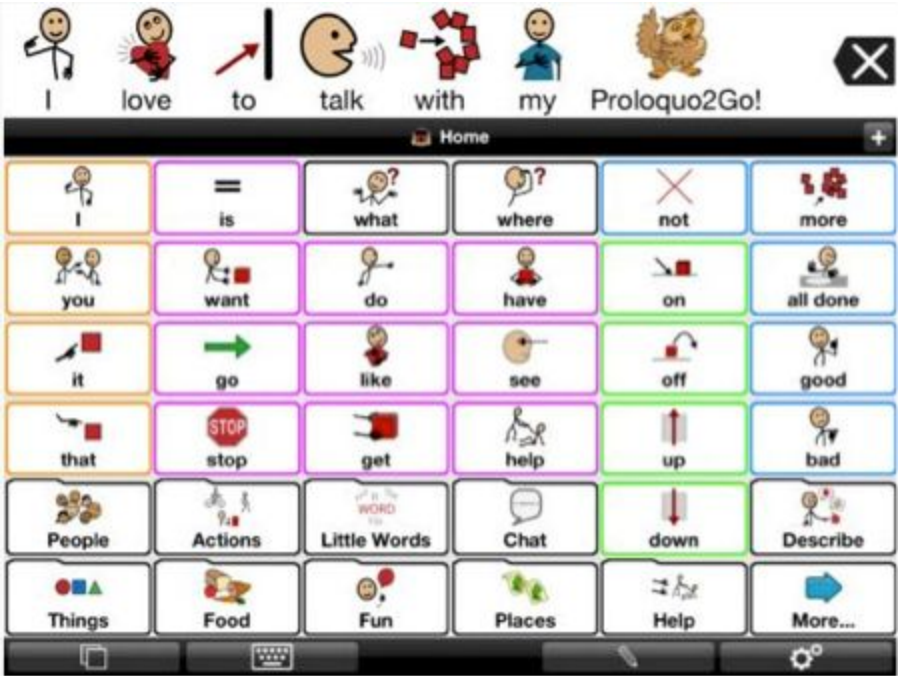 I love to talk with my Proloquo2Go!
Home
I is what where not more
you want do have on all done
it go like see off good
that STOP stop get help up bad
WORD
People Actions Little Words Chat down Describe
Things Food Fun Places Help More...